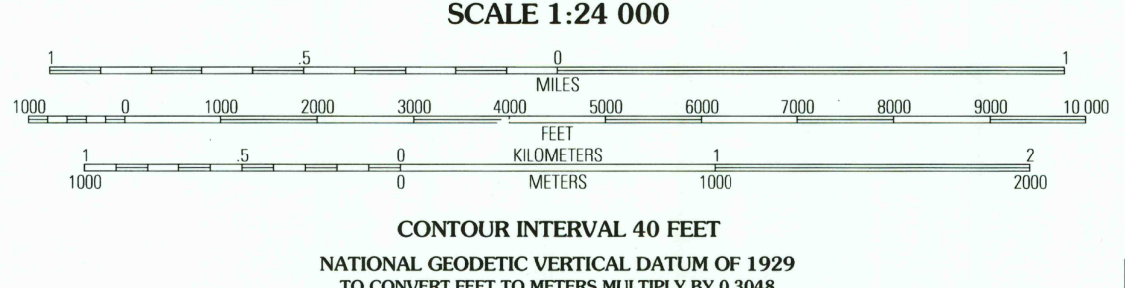 SCALE 1:24 000
1 .5 0 1
MILES
1000 0 1000 2000 3000 4000 5000 6000 7000 8000 9000 10 000
FEET
1 .5 0 KILOMETERS 1 2
1000 0 METERS 1000 2000
CONTOUR INTERVAL 40 FEET
NATIONAL GEODETIC VERTICAL DATUM OF 1929
TO CONVERT FEET TO METERS MULTIPLY BY 0.3048